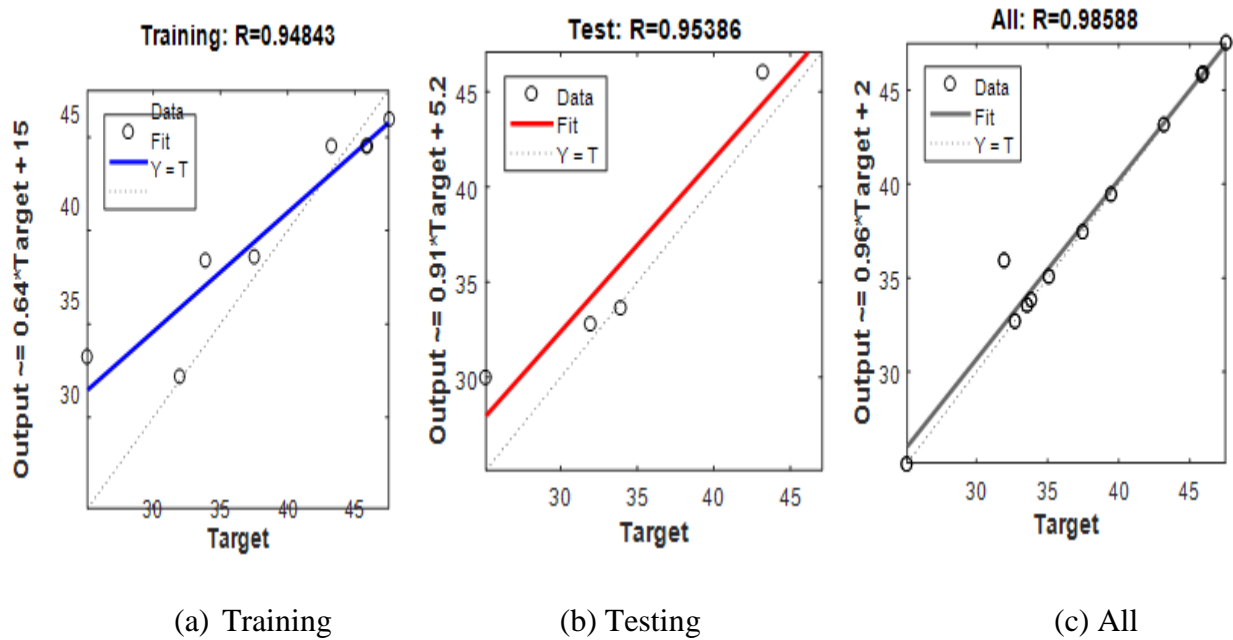 Training: R=0.94843
Output ~= 0.64*Target + 15
45
40
35
30
Data
Fit
Y = T
30
35
40
45
Target
(a) Training
Test: R=0.95386
Output ~= 0.91*Target + 5.2
45
40
35
30
Data
Fit
Y = T
30
35
40
45
Target
(b) Testing
All: R=0.98588
Output ~= 0.96*Target + 2
45
40
35
30
Data
Fit
Y = T
30
35
40
45
Target
(c) All